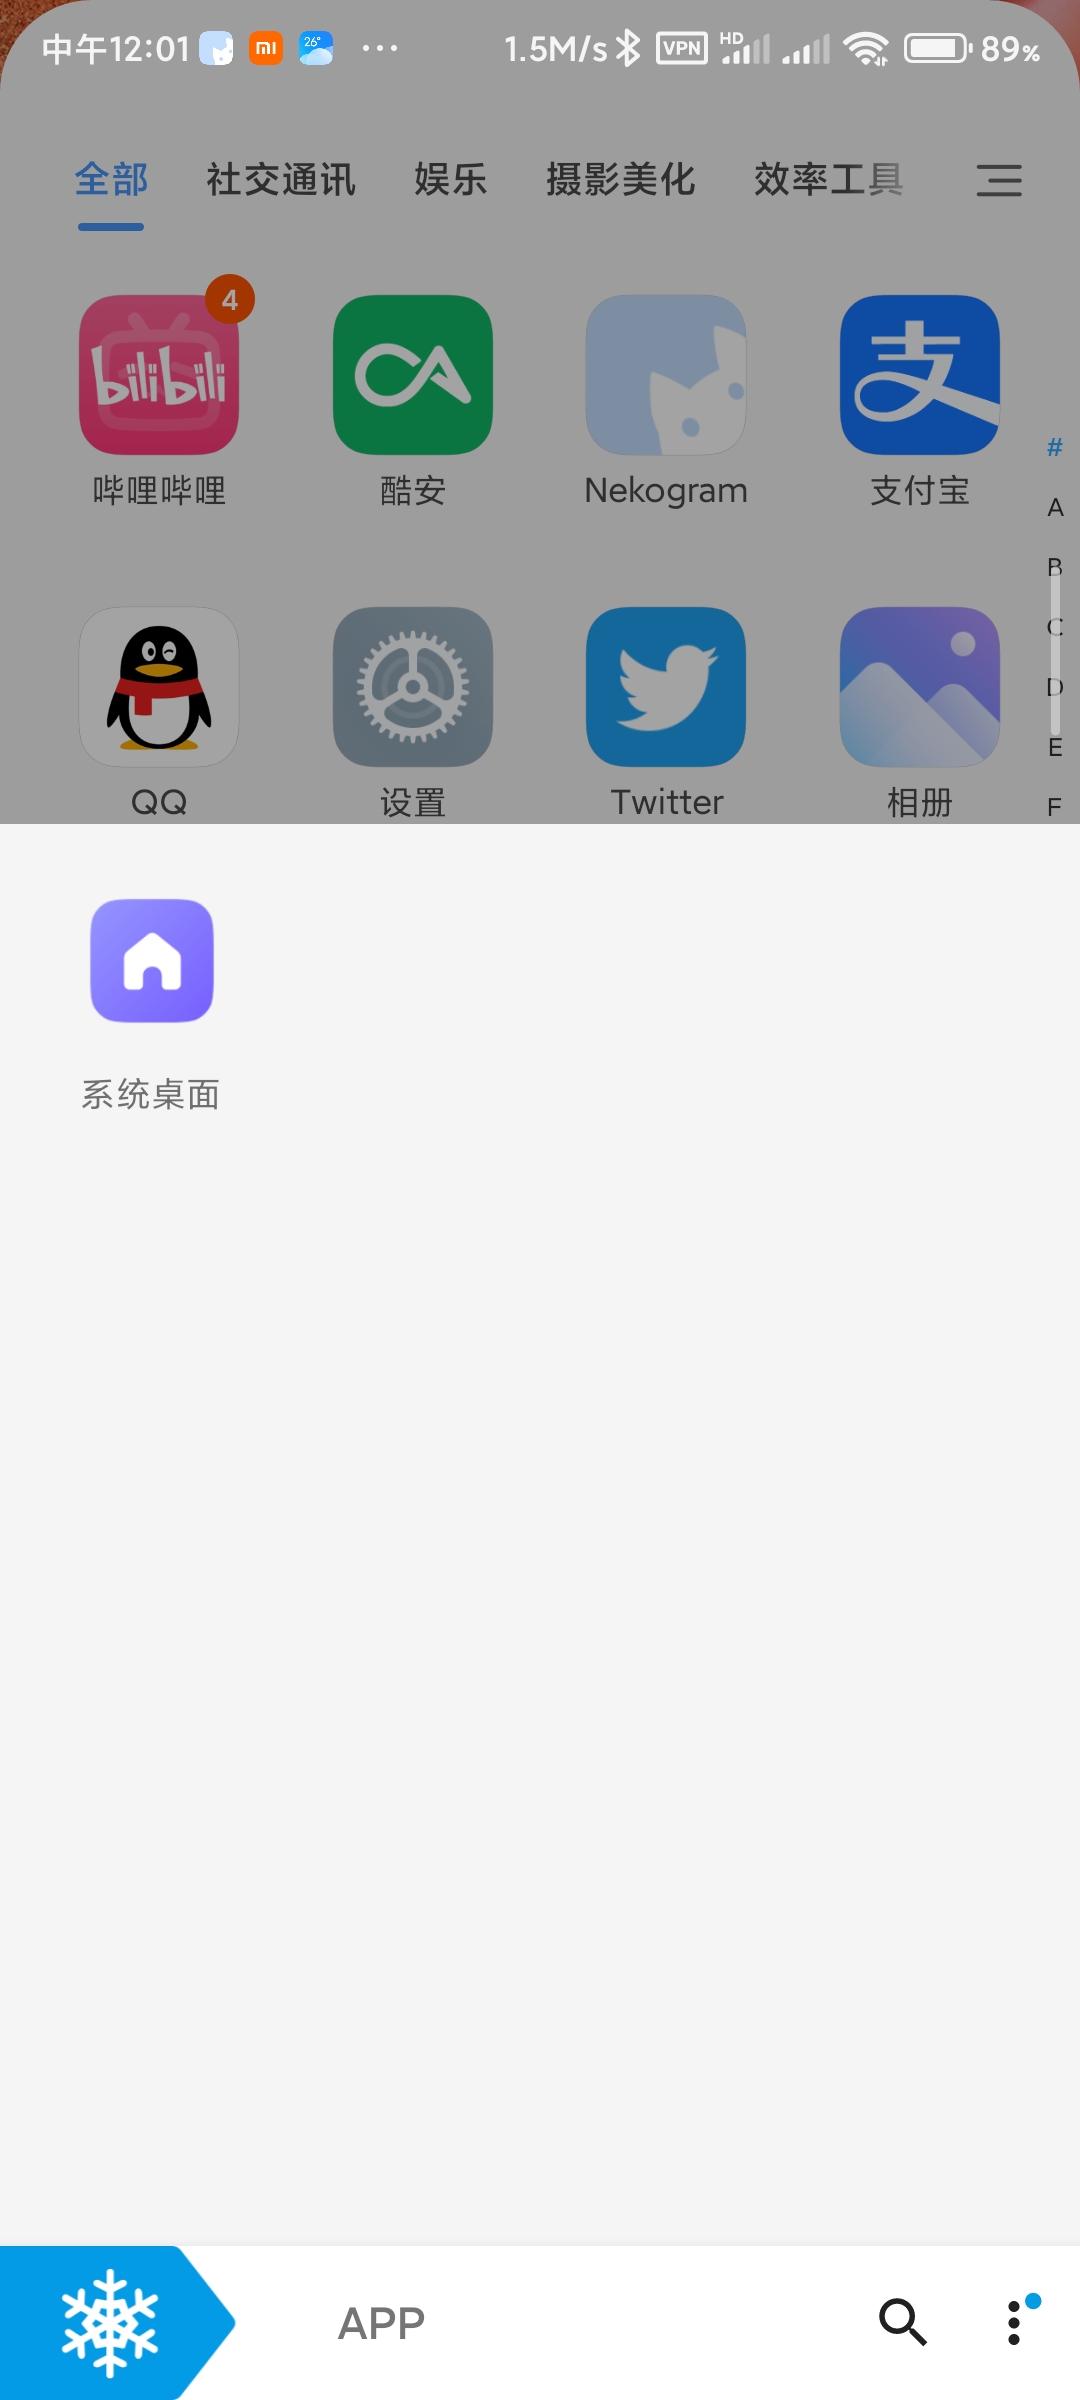 中午12:01 26° ··· 1.5M/s VPN HD 89%
全部 社交通讯 娱乐 摄影美化 效率工具
4
bilibili 支
哔哩哔哩 酷安 Nekogram 支付宝
#
A
B
C
D
E
F
QQ 设置 Twitter 相册
系统桌面
APP